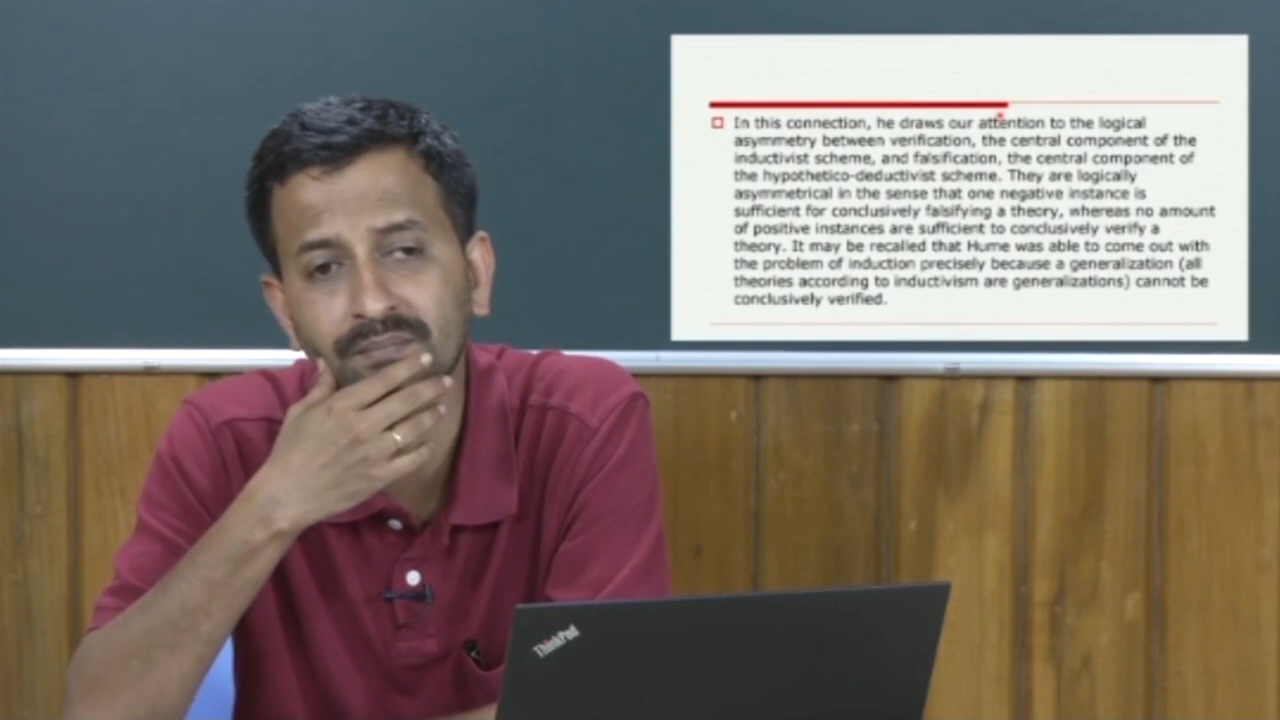 In this connection, he draws our attention to the logical
asymmetry between verification, the central component of the
inductivist scheme, and falsification, the central component of
the hypothetico-deductivist scheme. They are logically
asymmetrical in the sense that one negative instance is
sufficient for conclusively falsifying a theory, whereas no amount
of positive instances are sufficient to conclusively verify a
theory. It may be recalled that Hume was able to come out with
the problem of induction precisely because a generalization (all
theories according to inductivism are generalizations) cannot be
conclusively verified.
ThinkPad